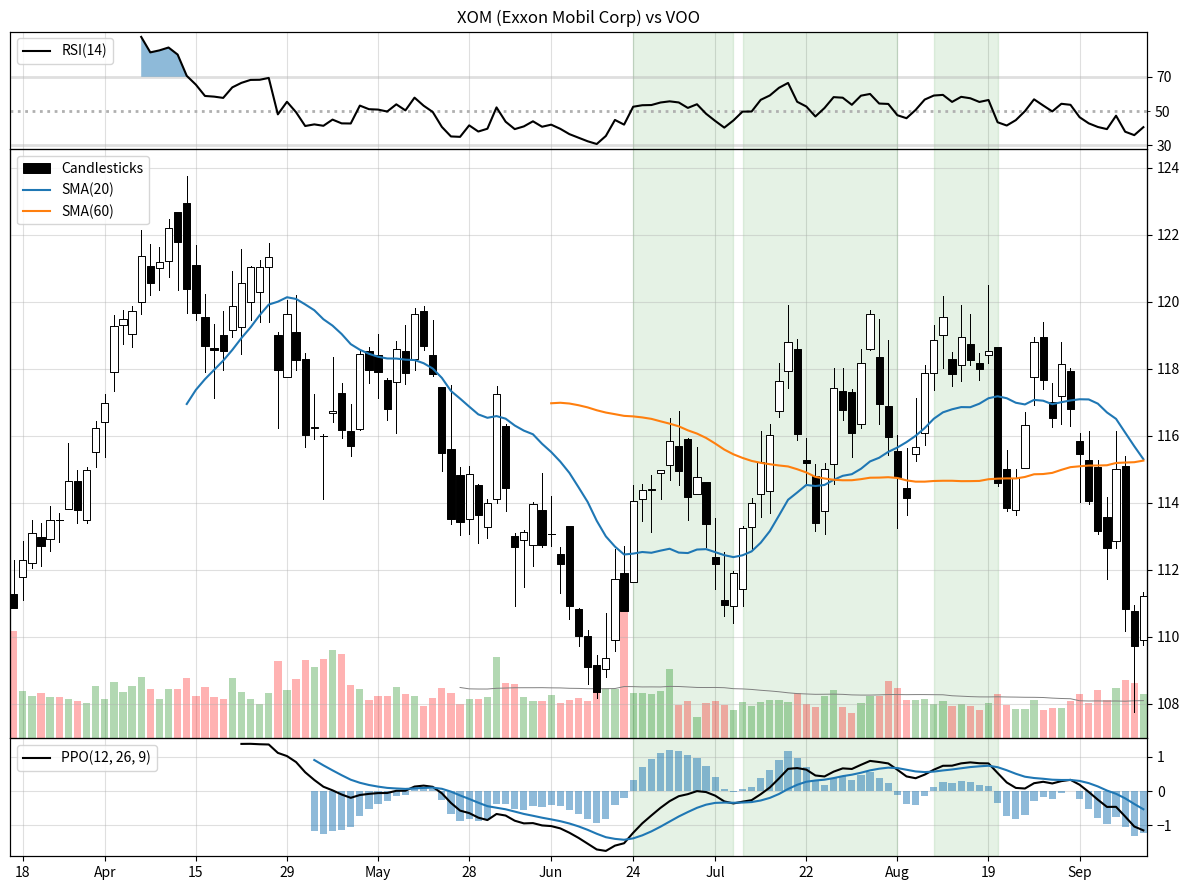 XOM (Exxon Mobil Corp) vs VOO
RSI(14)
70
50
30
Candlesticks
SMA(20)
SMA(60)
124
122
120
118
116
114
112
110
108
PPO(12, 26, 9)
1
0
−1
18 Apr 15 29 May 28 Jun 24 Jul 22 Aug 19 Sep